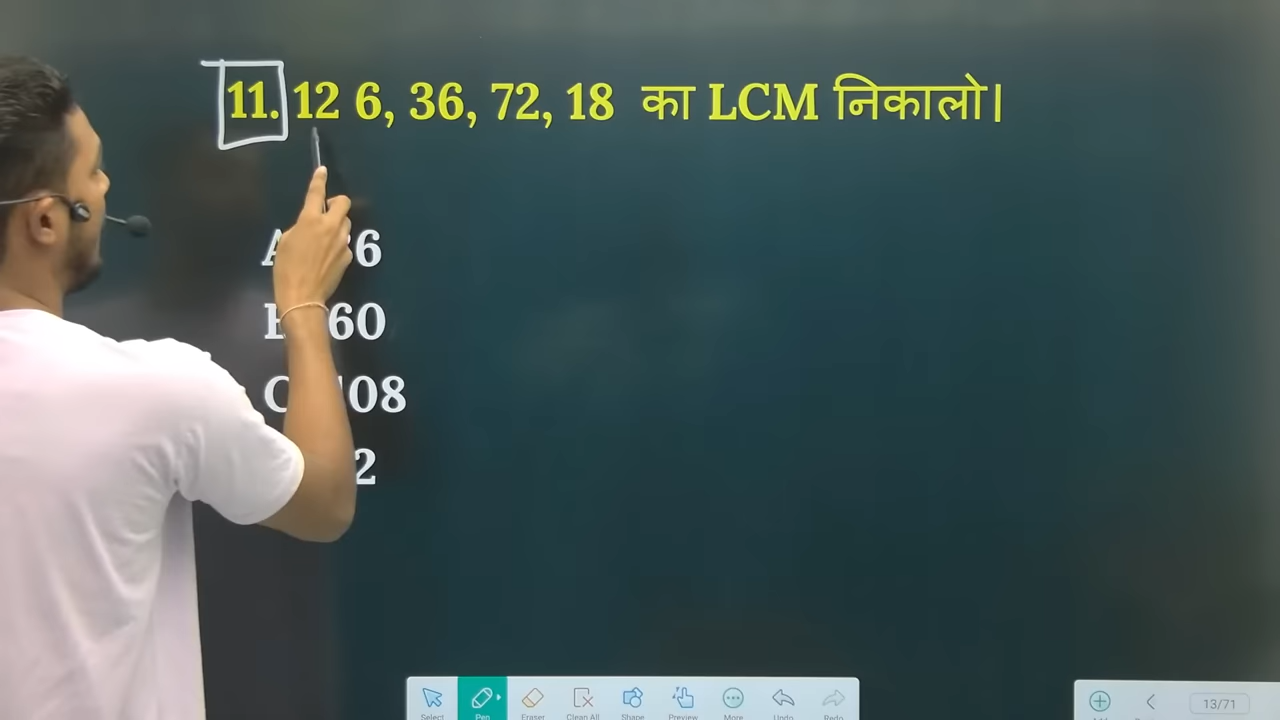 11. 12 6, 36, 72, 18 का LCM निकालो।
60
Select
Pen
Eraser
Clean All
Shape
Preview
More
Undo
Redo
13/71